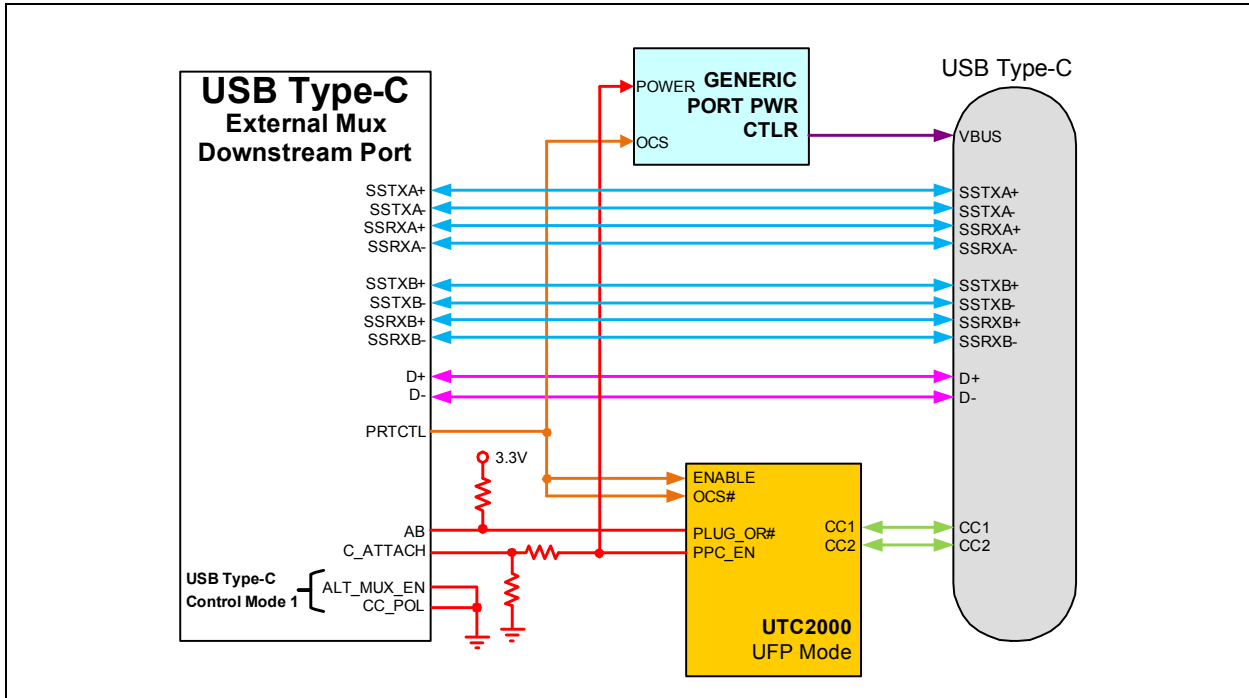 USB Type-C
External Mux
Downstream Port
SSTXA+
SSTXA-
SSRXA+
SSRXA-
SSTXB+
SSTXB-
SSRXB+
SSRXB-
D+
D-
PRTCTL
3.3V
AB
C_ATTACH
USB Type-C
Control Mode 1
ALT_MUX_EN
CC_POL
POWER
GENERIC
PORT PWR
CTLR
OCS
ENABLE
OCS#
PLUG_OR#
PPC_EN
CC1
CC2
UTC2000
UFP Mode
USB Type-C
VBUS
SSTXA+
SSTXA-
SSRXA+
SSRXA-
SSTXB+
SSTXB-
SSRXB+
SSRXB-
D+
D-
CC1
CC2